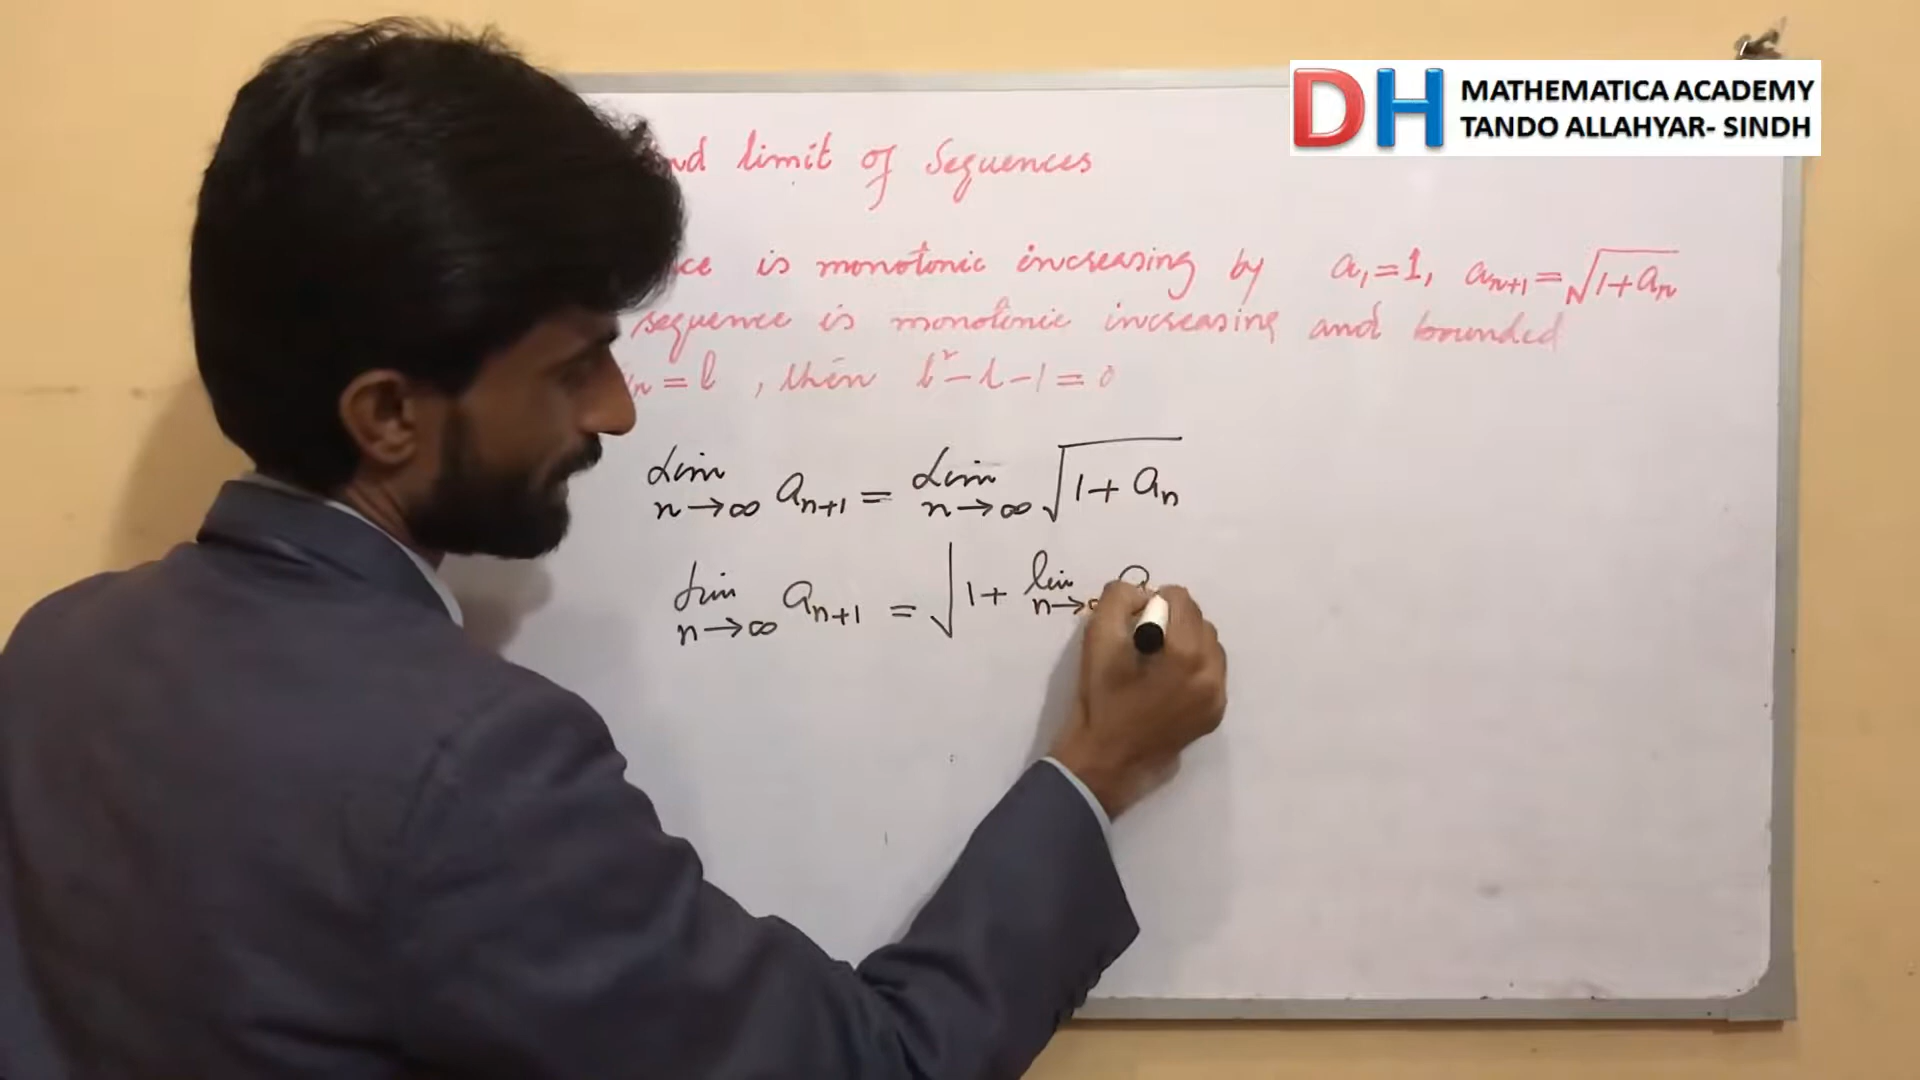 DH MATHEMATICA ACADEMY
TANDO ALLAHYAR- SINDH
limit of Sequences
is monotonic increasing by a₁=1, aₙ₊₁=√1+aₙ
sequence is monotonic increasing and bounded
n = l , then l²-l-1=0
Lim n→∞ aₙ₊₁ = Lim n→∞ √1+aₙ
Lim n→∞ aₙ₊₁ = √1+ lim n→∞ a